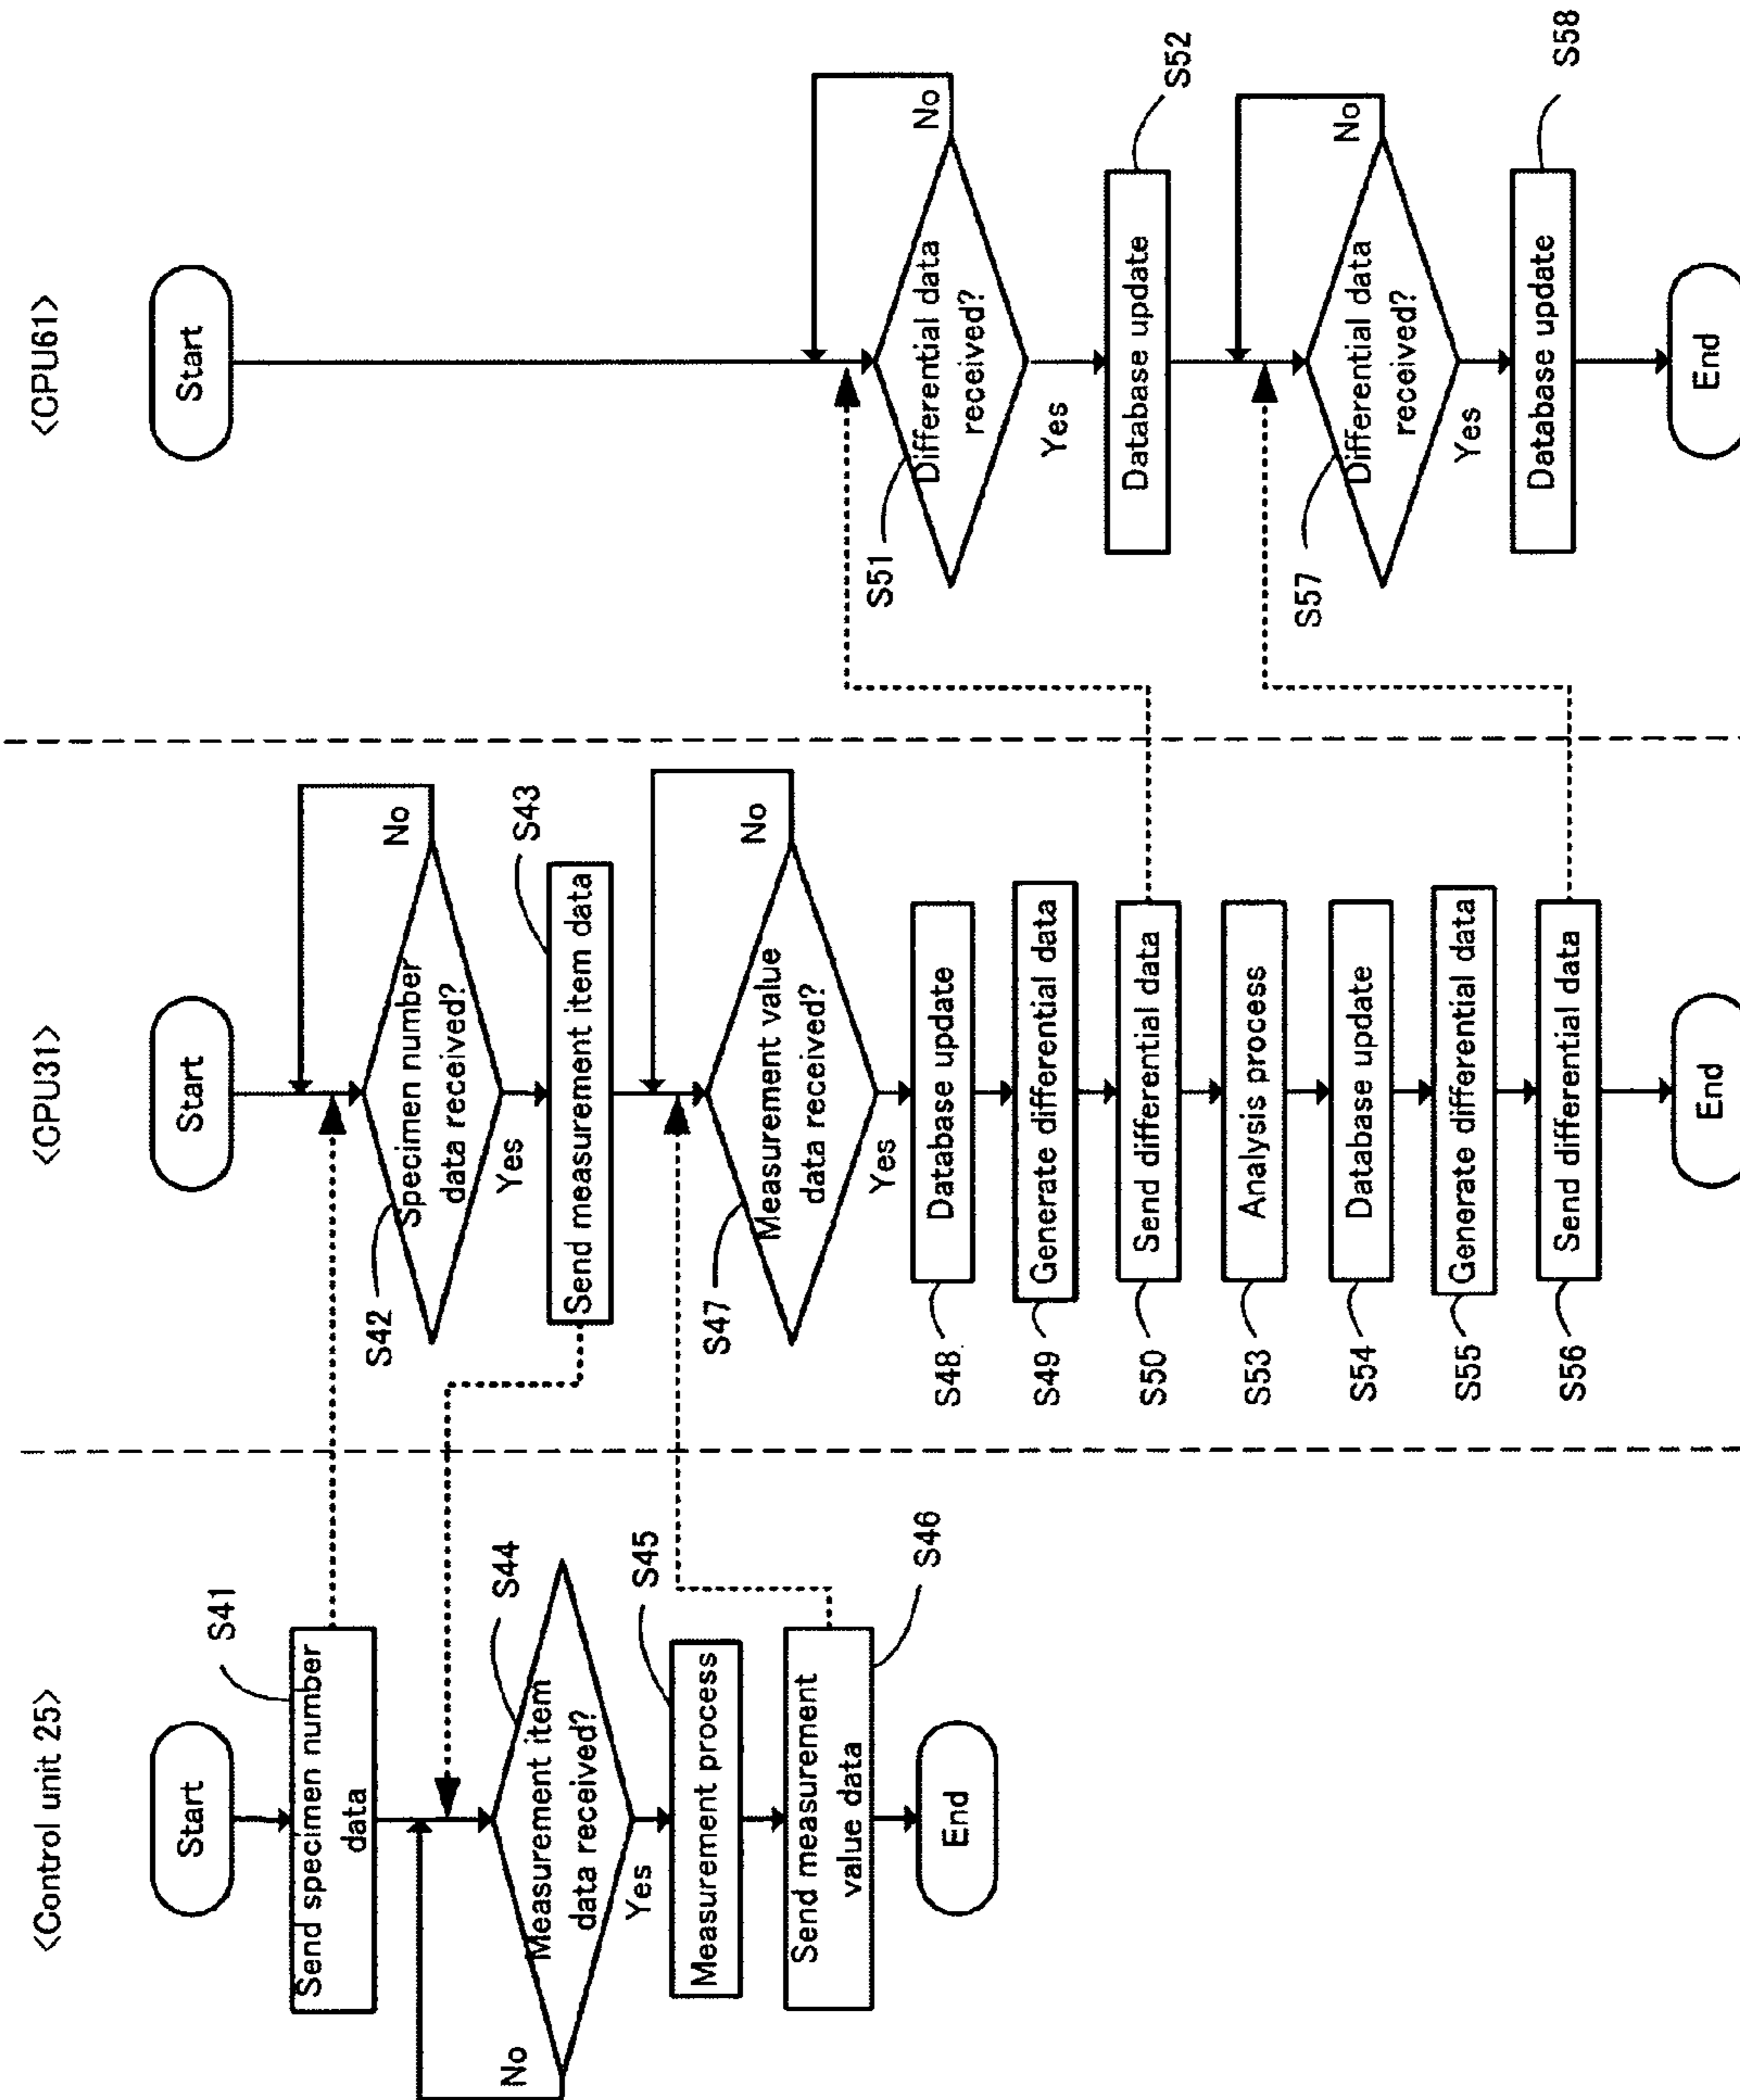 <Control unit 25>
Start
S41
Send specimen number
data
S44
Measurement item
data received?
No
Yes
S45
Measurement process
S46
Send measurement
value data
End
<CPU31>
Start
S42
Specimen number
data received?
No
Yes
S43
Send measurement item data
S47
Measurement value
data received?
No
Yes
S48
Database update
S49
Generate differential data
S50
Send differential data
S53
Analysis process
S54
Database update
S55
Generate differential data
S56
Send differential data
End
<CPU61>
Start
S51
Differential data
received?
No
Yes
S52
Database update
S57
Differential data
received?
No
Yes
S58
Database update
End